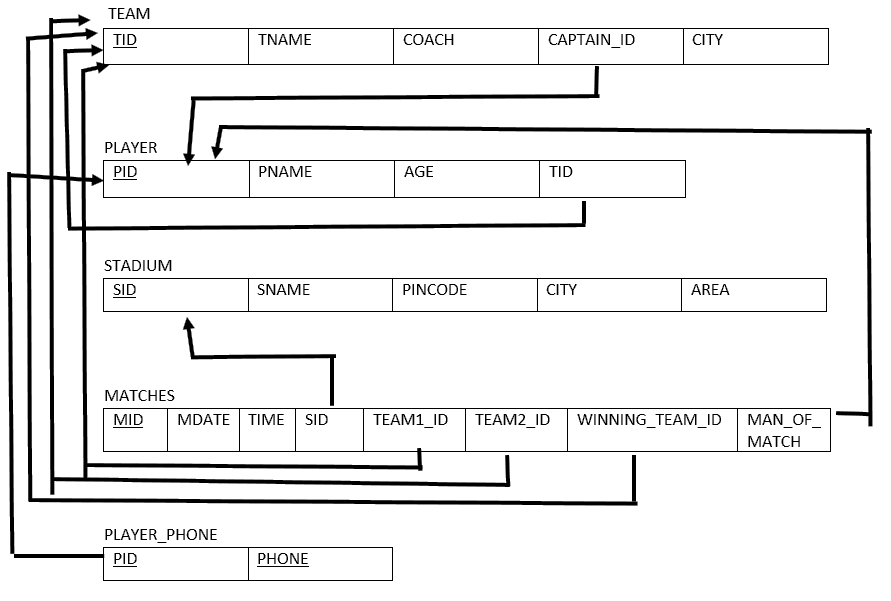 TEAM
TID TNAME COACH CAPTAIN_ID CITY
PLAYER
PID PNAME AGE TID
STADIUM
SID SNAME PINCODE CITY AREA
MATCHES
MID MDATE TIME SID TEAM1_ID TEAM2_ID WINNING_TEAM_ID MAN_OF_
MATCH
PLAYER_PHONE
PID PHONE